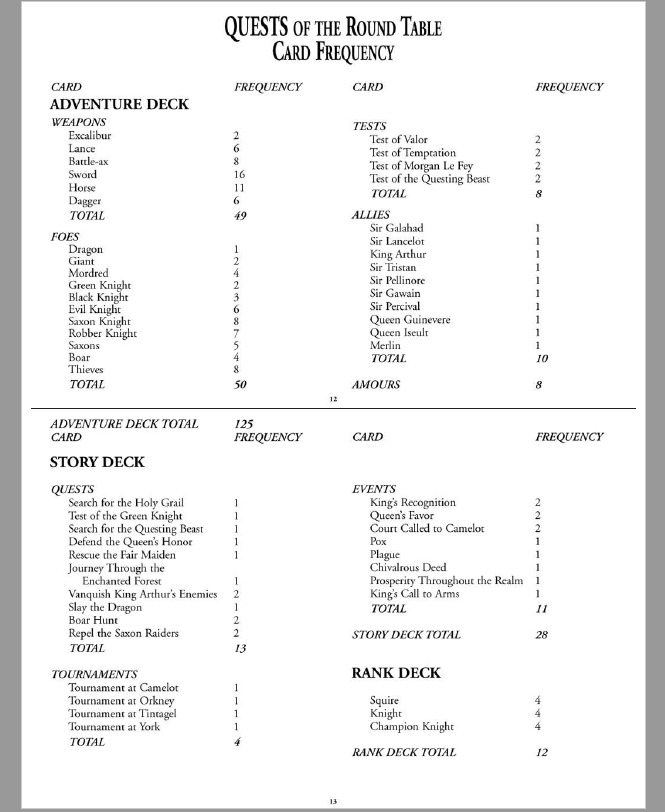 QUESTS OF THE ROUND TABLE
CARD FREQUENCY
CARD FREQUENCY
ADVENTURE DECK
WEAPONS
Excalibur 2
Lance 6
Battle-ax 8
Sword 16
Horse 11
Dagger 6
TOTAL 49
FOES
Dragon 1
Giant 2
Mordred 4
Green Knight 2
Black Knight 3
Evil Knight 6
Saxon Knight 8
Robber Knight 7
Saxons 5
Boar 4
Thieves 8
TOTAL 50
CARD FREQUENCY
TESTS
Test of Valor 2
Test of Temptation 2
Test of Morgan Le Fey 2
Test of the Questing Beast 2
TOTAL 8
ALLIES
Sir Galahad 1
Sir Lancelot 1
King Arthur 1
Sir Tristan 1
Sir Pellinore 1
Sir Gawain 1
Sir Percival 1
Queen Guinevere 1
Queen Iseult 1
Merlin 1
TOTAL 10
AMOURS 8
12
ADVENTURE DECK TOTAL 125
CARD FREQUENCY
STORY DECK
QUESTS
Search for the Holy Grail 1
Test of the Green Knight 1
Search for the Questing Beast 1
Defend the Queen's Honor 1
Rescue the Fair Maiden 1
Journey Through the
Enchanted Forest 1
Vanquish King Arthur's Enemies 2
Slay the Dragon 1
Boar Hunt 2
Repel the Saxon Raiders 2
TOTAL 13
TOURNAMENTS
Tournament at Camelot 1
Tournament at Orkney 1
Tournament at Tintagel 1
Tournament at York 1
TOTAL 4
CARD FREQUENCY
EVENTS
King's Recognition 2
Queen's Favor 2
Court Called to Camelot 2
Pox 1
Plague 1
Chivalrous Deed 1
Prosperity Throughout the Realm 1
King's Call to Arms 1
TOTAL 11
STORY DECK TOTAL 28
RANK DECK
Squire 4
Knight 4
Champion Knight 4
RANK DECK TOTAL 12
13